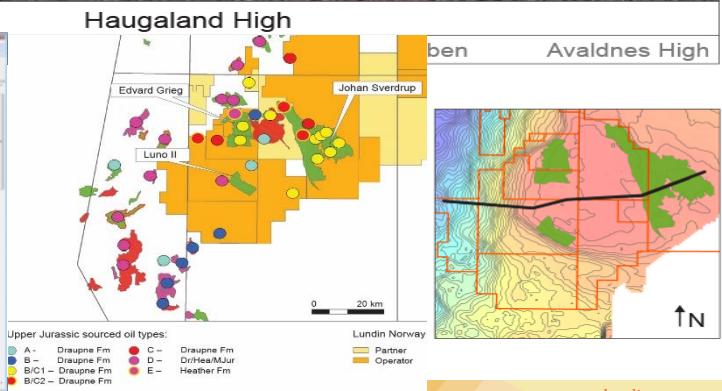 Haugaland High
ben
Avaldnes High
Edvard Grieg
Johan Sverdrup
Luno II
0 20 km
N
Upper Jurassic sourced oil types:
A - Draupne Fm
B – Draupne Fm
B/C1 – Draupne Fm
B/C2 – Draupne Fm
C – Draupne Fm
D – Dr/Hea/MJur
E – Heather Fm
Lundin Norway
Partner
Operator